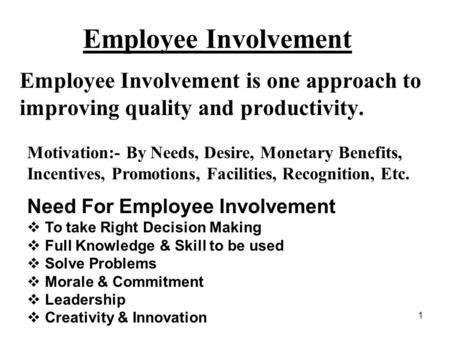 Employee Involvement
Employee Involvement is one approach to
improving quality and productivity.
Motivation:- By Needs, Desire, Monetary Benefits,
Incentives, Promotions, Facilities, Recognition, Etc.
Need For Employee Involvement
❖ To take Right Decision Making
❖ Full Knowledge & Skill to be used
❖ Solve Problems
❖ Morale & Commitment
❖ Leadership
❖ Creativity & Innovation
1